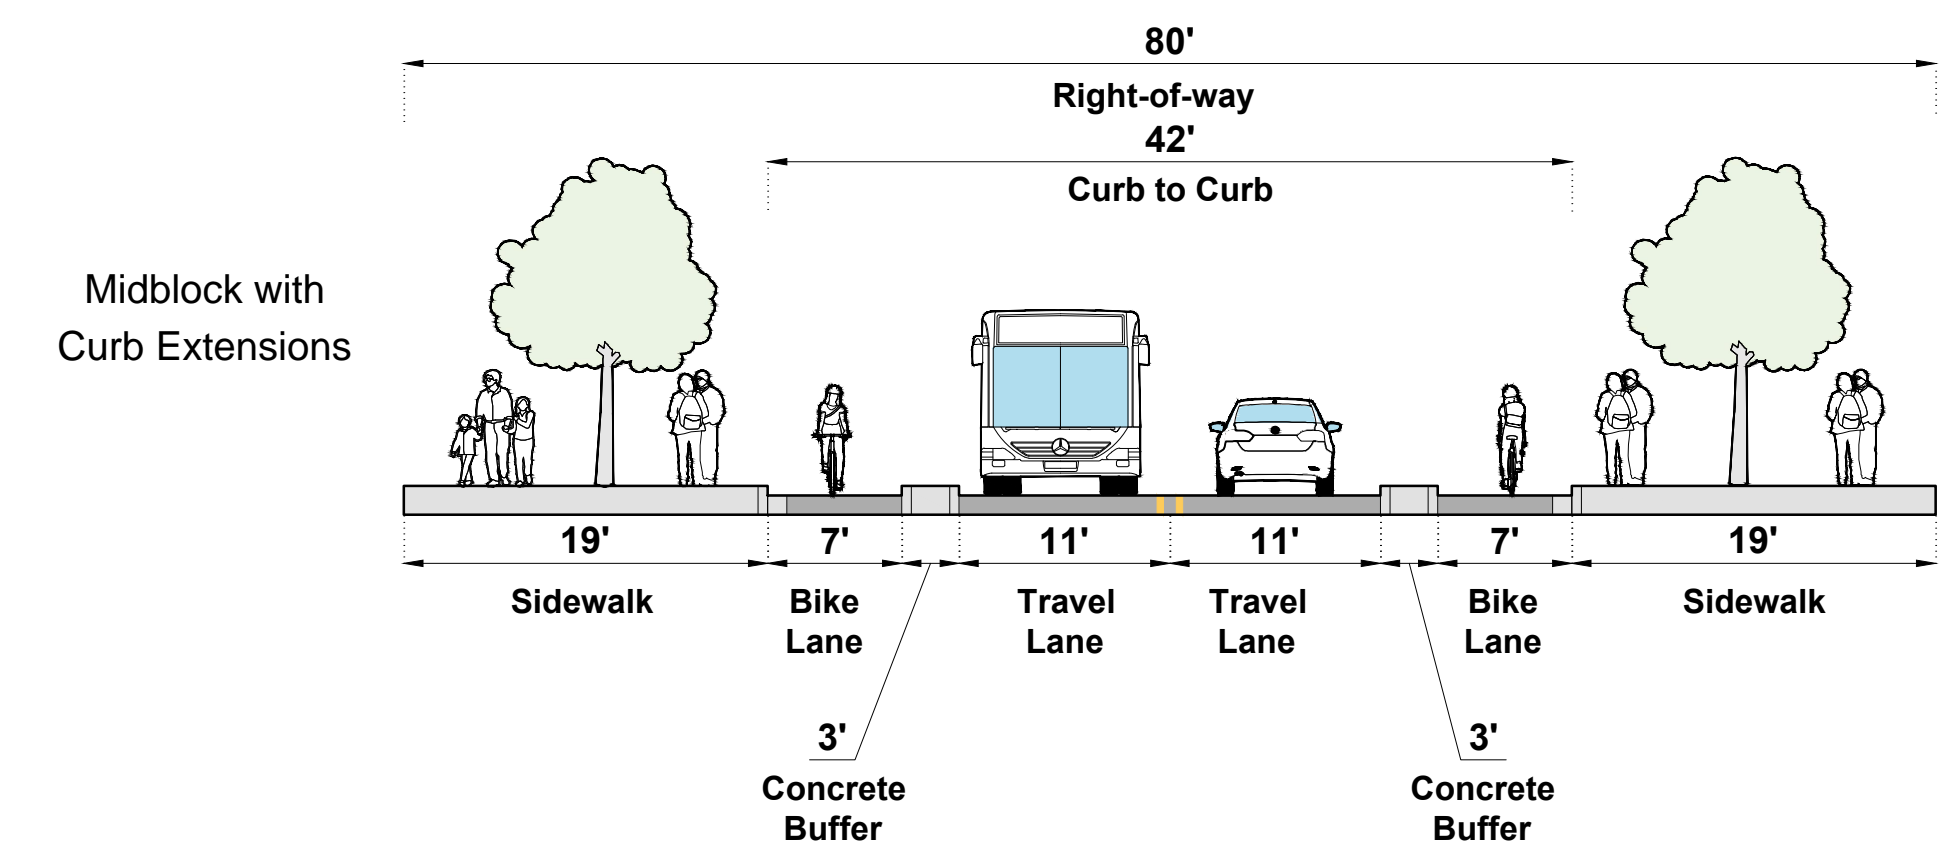 80'
Right-of-way
42'
Curb to Curb
Midblock with
Curb Extensions
19' 7' 11' 11' 7' 19'
Sidewalk Bike Travel Travel Bike Sidewalk
Lane Lane Lane Lane
3' 3'
Concrete Concrete
Buffer Buffer